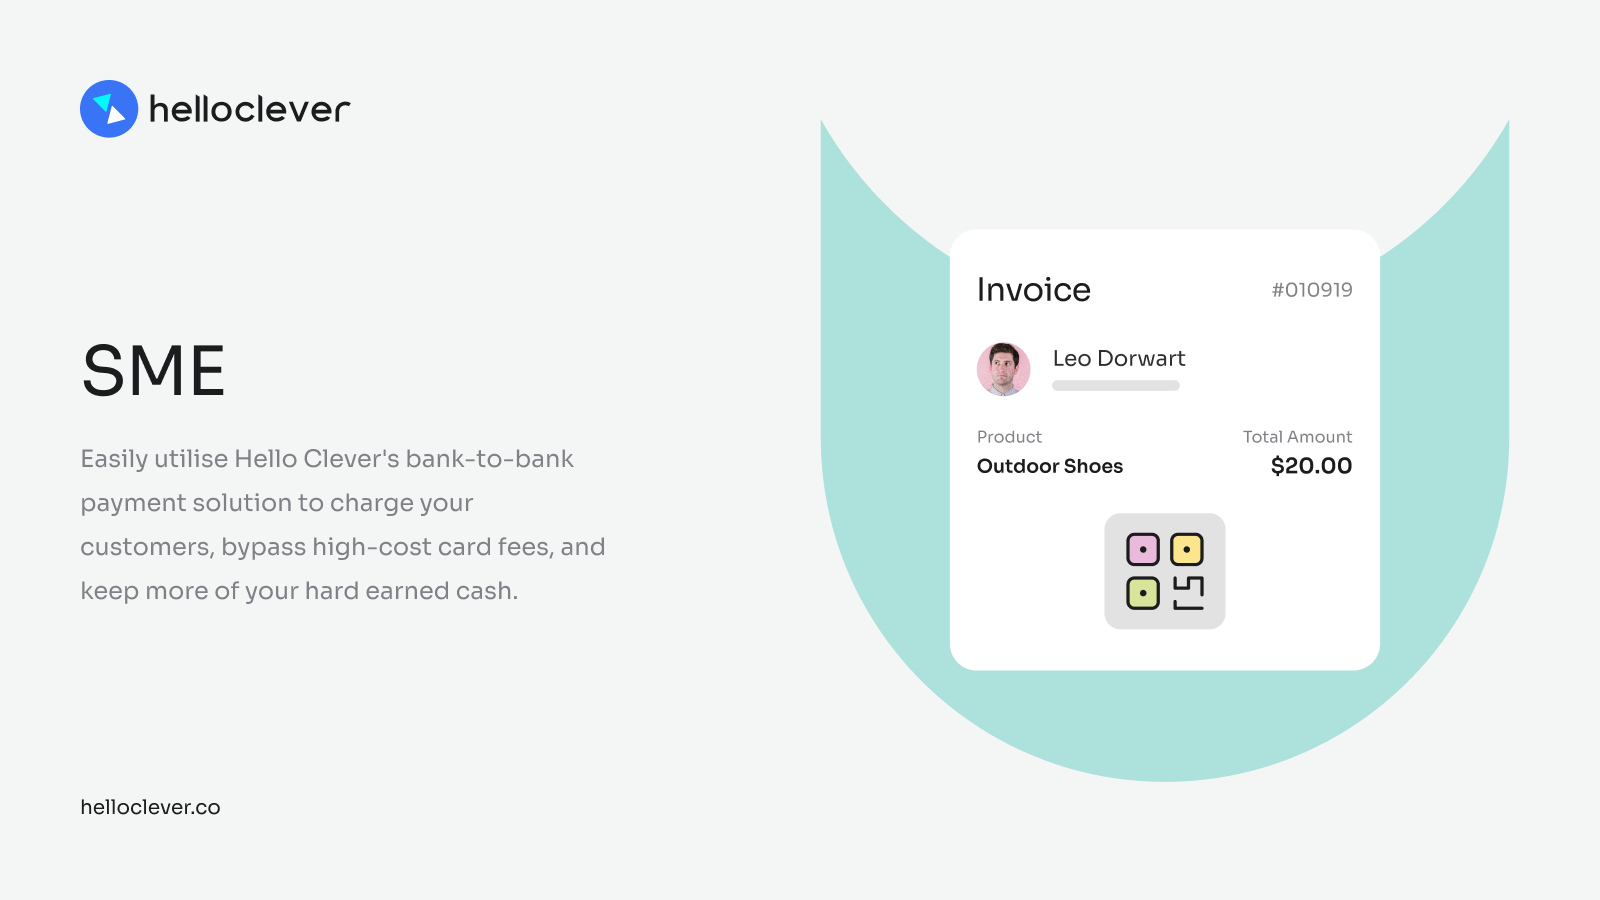 helloclever
SME
Easily utilise Hello Clever's bank-to-bank
payment solution to charge your
customers, bypass high-cost card fees, and
keep more of your hard earned cash.
helloclever.co
Invoice #010919
Leo Dorwart
Product Total Amount
Outdoor Shoes $20.00